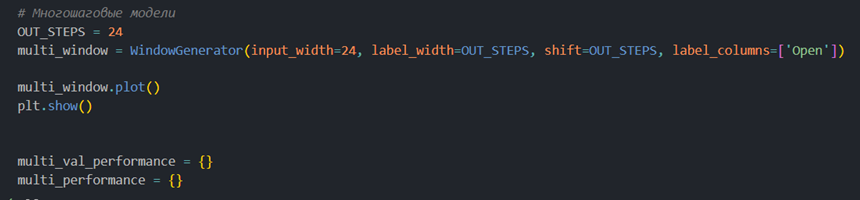 # Многошаговые модели
OUT_STEPS = 24
multi_window = WindowGenerator(input_width=24, label_width=OUT_STEPS, shift=OUT_STEPS, label_columns=['Open'])
multi_window.plot()
plt.show()
multi_val_performance = {}
multi_performance = {}